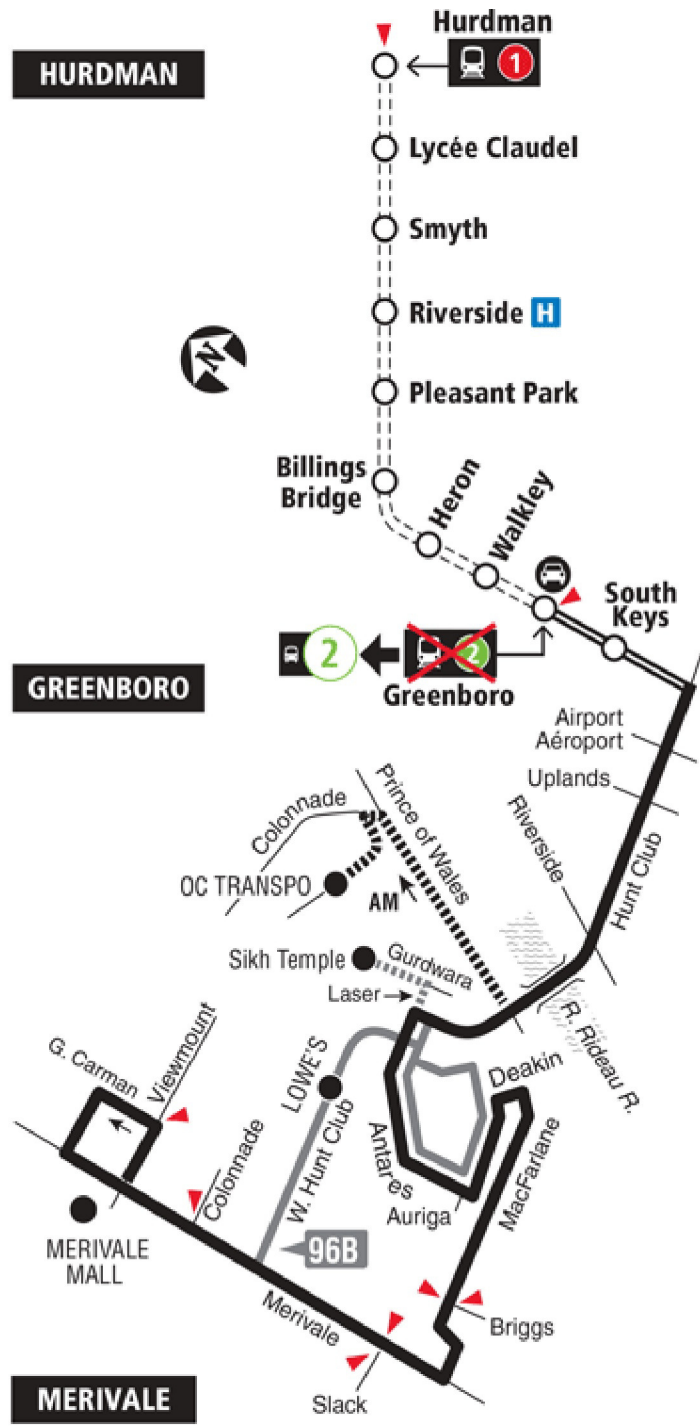 Hurdman
HURDMAN
1
Lycée Claudel
Smyth
Riverside H
N
Pleasant Park
Billings
Bridge
Heron
Walkley
South
Keys
2
2
Greenboro
GREENBORO
Airport
Aéroport
Uplands
Riverside
Hunt Club
Prince of Wales
Colonnade
OC TRANSPO
AM
Sikh Temple
Gurdwara
Laser
R. Rideau R.
G. Carman
Viewmount
LOWE'S
Deakin
W. Hunt Club
Antares
MacFarlane
Colonnade
Auriga
MERIVALE
MALL
96B
Merivale
Briggs
Slack
MERIVALE